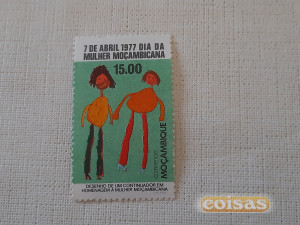 7 DE ABRIL 1977 DIA DA
MULHER MOÇAMBICANA
15.00
MOÇAMBIQUE
DESENHO DE UM CONTINUADOR EM
HOMENAGEM À MULHER MOÇAMBICANA
coisas